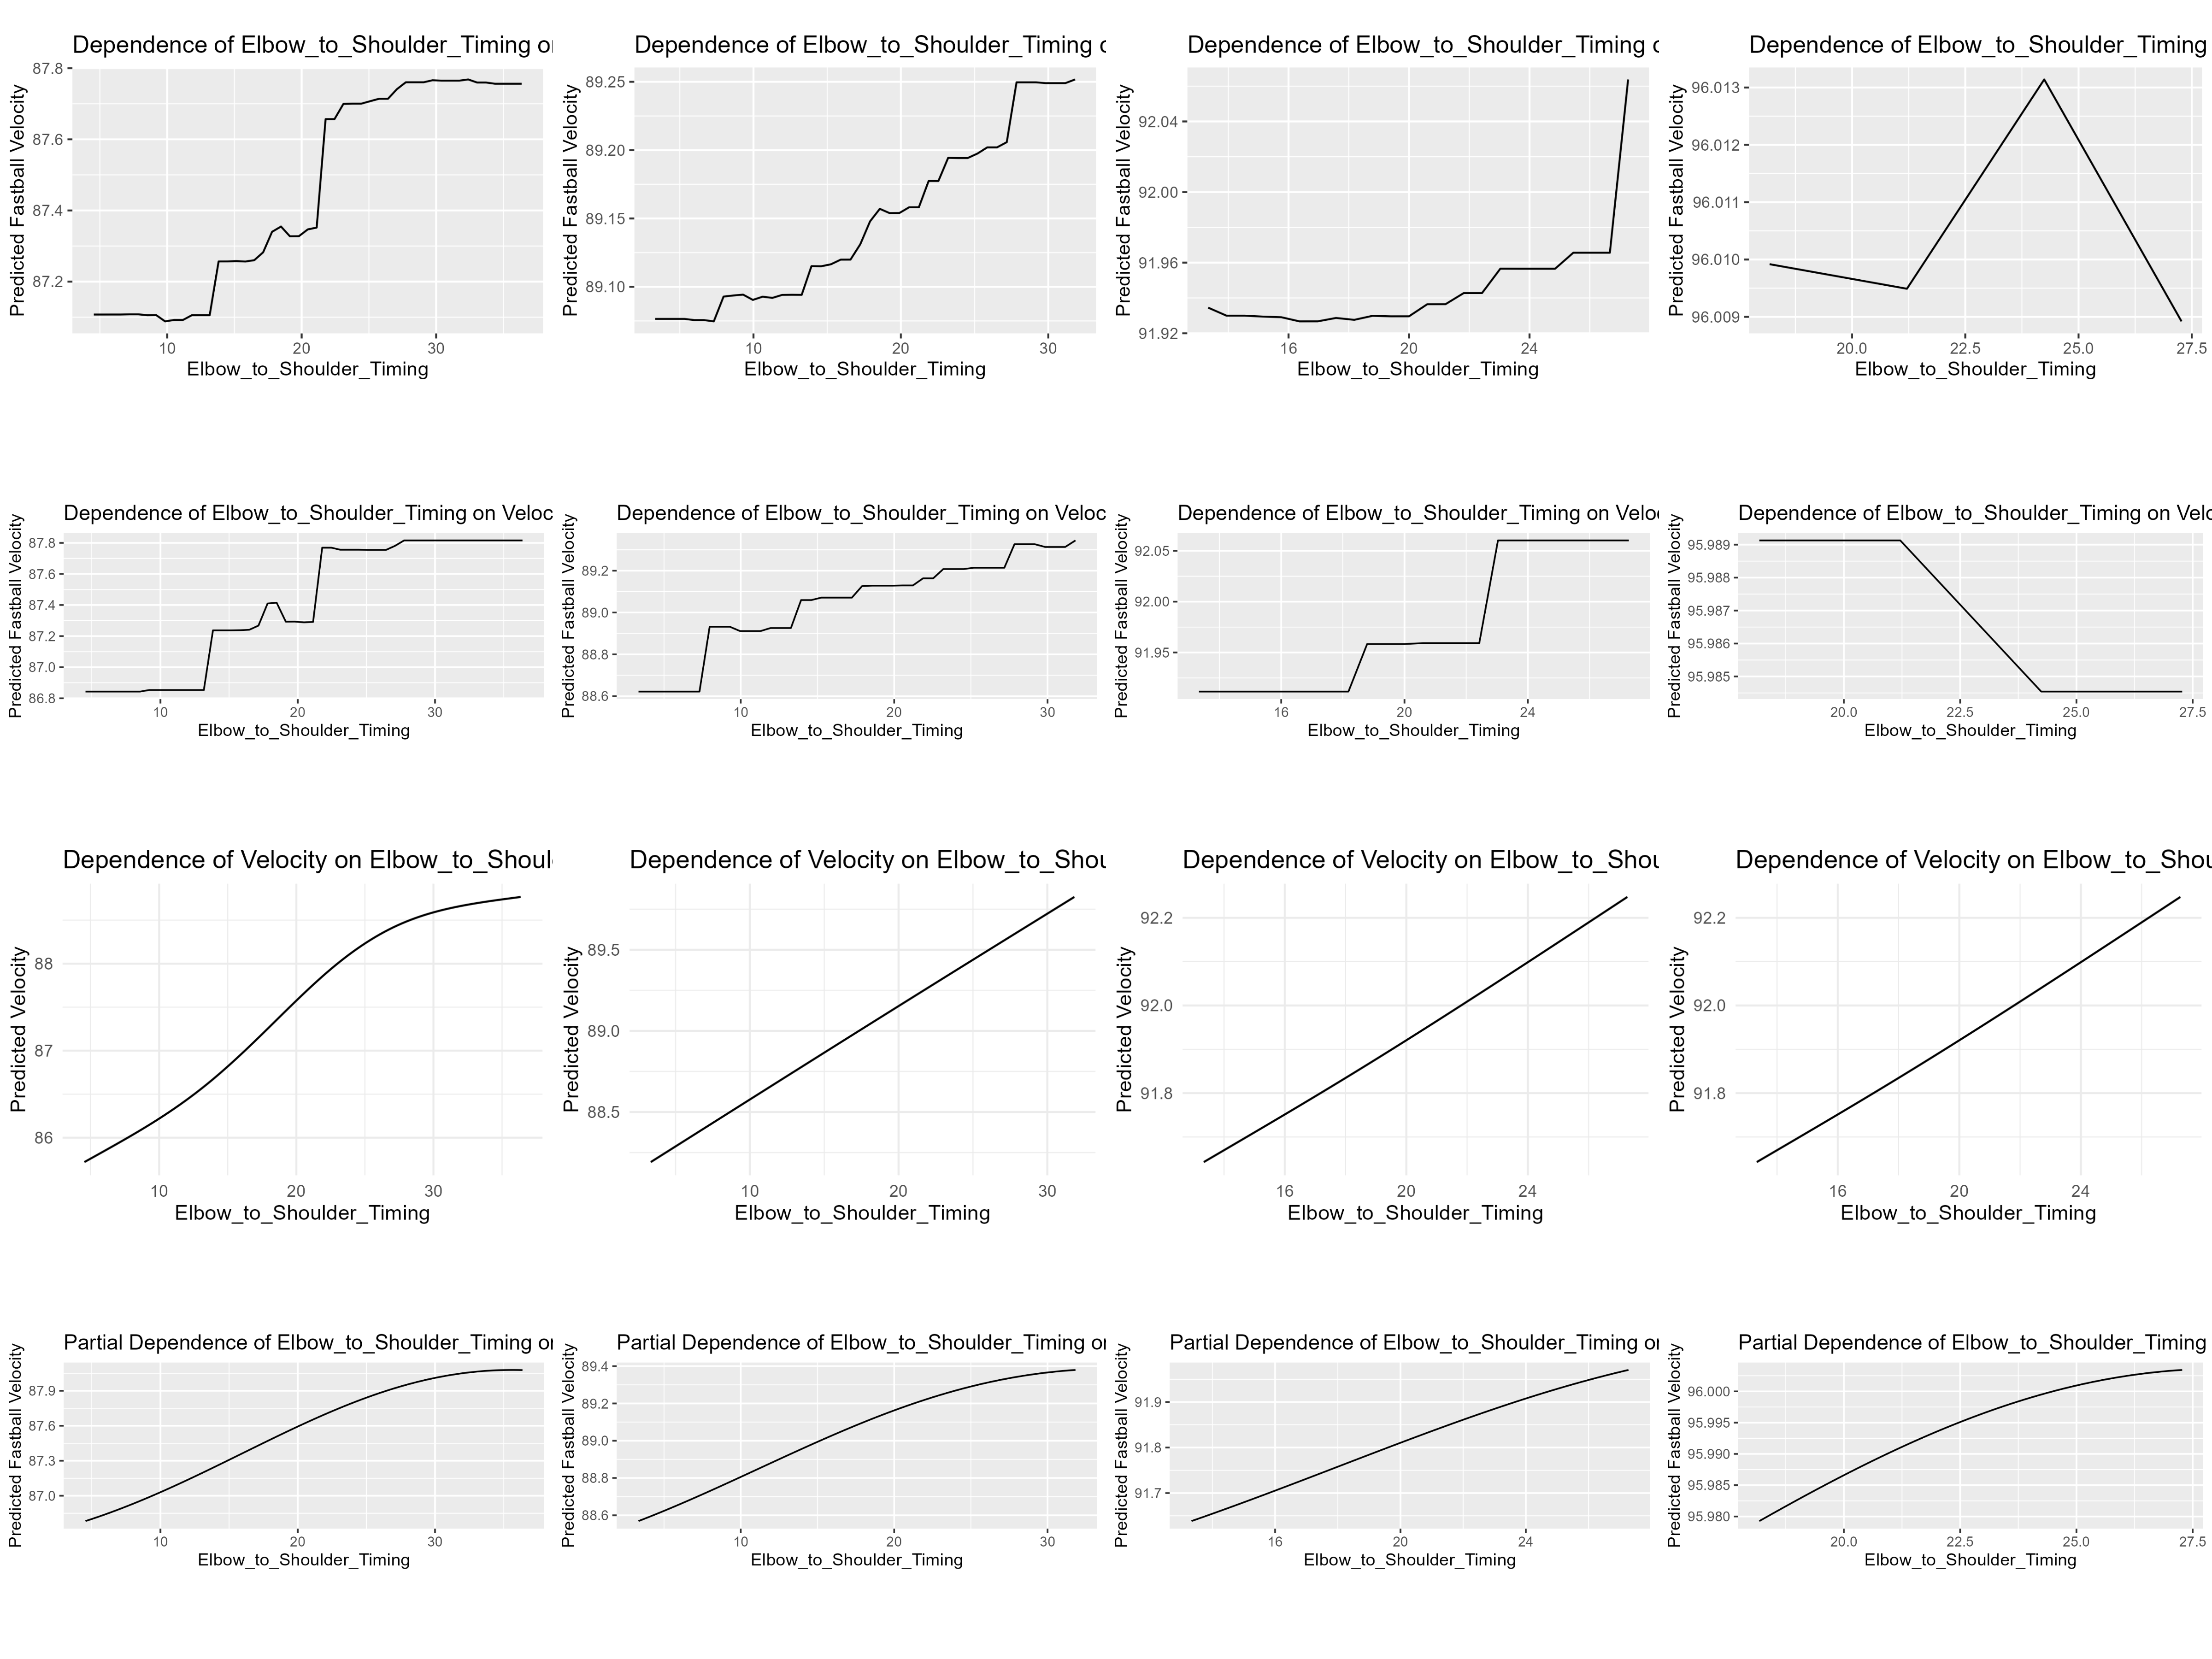 Dependence of Elbow_to_Shoulder_Timing
87.8
87.6
87.4
87.2
Predicted Fastball Velocity
10 20 30
Elbow_to_Shoulder_Timing
Dependence of Elbow_to_Shoulder_Timing
89.25
89.20
89.15
89.10
Predicted Fastball Velocity
10 20 30
Elbow_to_Shoulder_Timing
Dependence of Elbow_to_Shoulder_Timing
92.04
92.00
91.96
91.92
Predicted Fastball Velocity
16 20 24
Elbow_to_Shoulder_Timing
Dependence of Elbow_to_Shoulder_Timing
96.013
96.012
96.011
96.010
96.009
Predicted Fastball Velocity
20.0 22.5 25.0 27.5
Elbow_to_Shoulder_Timing
Dependence of Elbow_to_Shoulder_Timing on Veloc
87.8
87.6
87.4
87.2
87.0
86.8
Predicted Fastball Velocity
10 20 30
Elbow_to_Shoulder_Timing
Dependence of Elbow_to_Shoulder_Timing on Veloc
89.2
89.0
88.8
88.6
Predicted Fastball Velocity
10 20 30
Elbow_to_Shoulder_Timing
Dependence of Elbow_to_Shoulder_Timing on Velo
92.05
92.00
91.95
Predicted Fastball Velocity
16 20 24
Elbow_to_Shoulder_Timing
Dependence of Elbow_to_Shoulder_Timing on Velo
95.989
95.988
95.987
95.986
95.985
Predicted Fastball Velocity
20.0 22.5 25.0 27.5
Elbow_to_Shoulder_Timing
Dependence of Velocity on Elbow_to_Shoul
88
87
86
Predicted Velocity
10 20 30
Elbow_to_Shoulder_Timing
Dependence of Velocity on Elbow_to_Shou
89.5
89.0
88.5
Predicted Velocity
10 20 30
Elbow_to_Shoulder_Timing
Dependence of Velocity on Elbow_to_Shou
92.2
92.0
91.8
Predicted Velocity
16 20 24
Elbow_to_Shoulder_Timing
Dependence of Velocity on Elbow_to_Shou
92.2
92.0
91.8
Predicted Velocity
16 20 24
Elbow_to_Shoulder_Timing
Partial Dependence of Elbow_to_Shoulder_Timing
87.9
87.6
87.3
87.0
Predicted Fastball Velocity
10 20 30
Elbow_to_Shoulder_Timing
Partial Dependence of Elbow_to_Shoulder_Timing
89.4
89.2
89.0
88.8
88.6
Predicted Fastball Velocity
10 20 30
Elbow_to_Shoulder_Timing
Partial Dependence of Elbow_to_Shoulder_Timing
91.9
91.8
91.7
Predicted Fastball Velocity
16 20 24
Elbow_to_Shoulder_Timing
Partial Dependence of Elbow_to_Shoulder_Timing
96.000
95.995
95.990
95.985
95.980
Predicted Fastball Velocity
20.0 22.5 25.0 27.5
Elbow_to_Shoulder_Timing